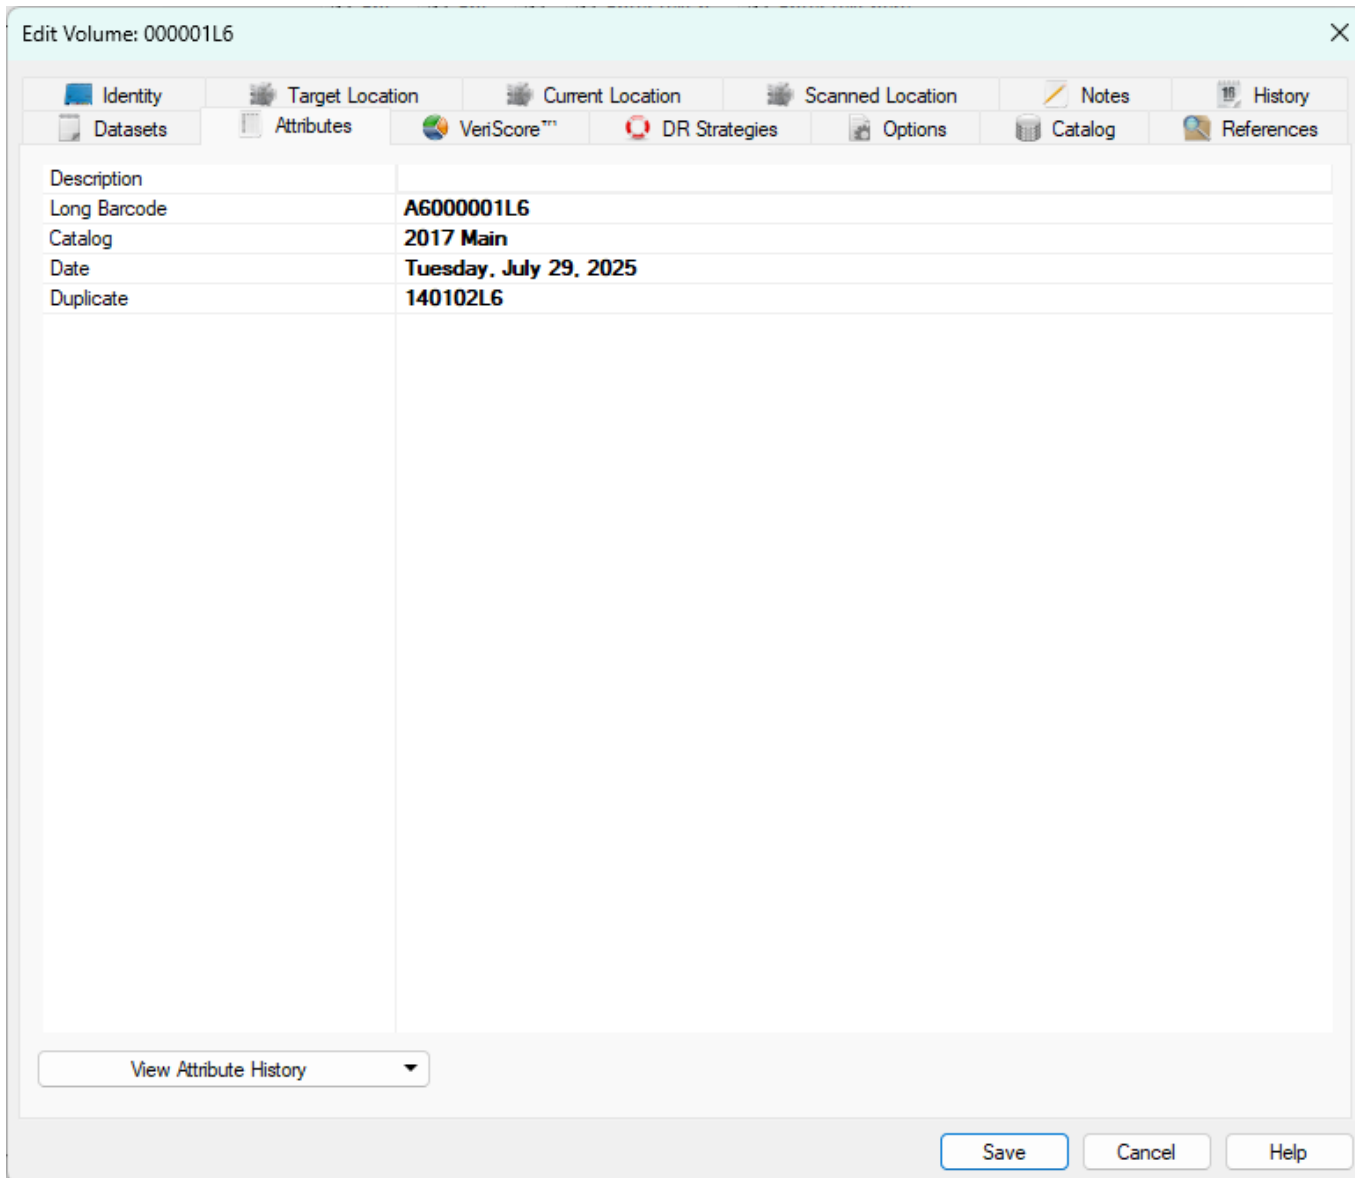 Edit Volume: 000001L6
Identity Target Location Current Location Scanned Location Notes 16 History
Datasets Attributes VeriScore™ DR Strategies Options Catalog References
Description
Long Barcode A6000001L6
Catalog 2017 Main
Date Tuesday, July 29, 2025
Duplicate 140102L6
View Attribute History
Save Cancel Help